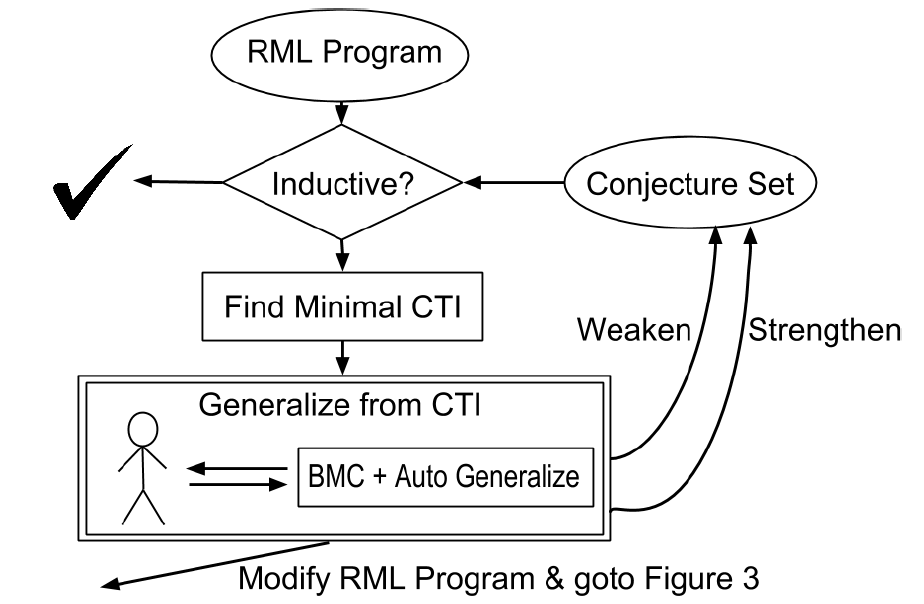 RML Program
Inductive?
Conjecture Set
Find Minimal CTI
Weaken
Strengthen
Generalize from CTI
BMC + Auto Generalize
Modify RML Program & goto Figure 3